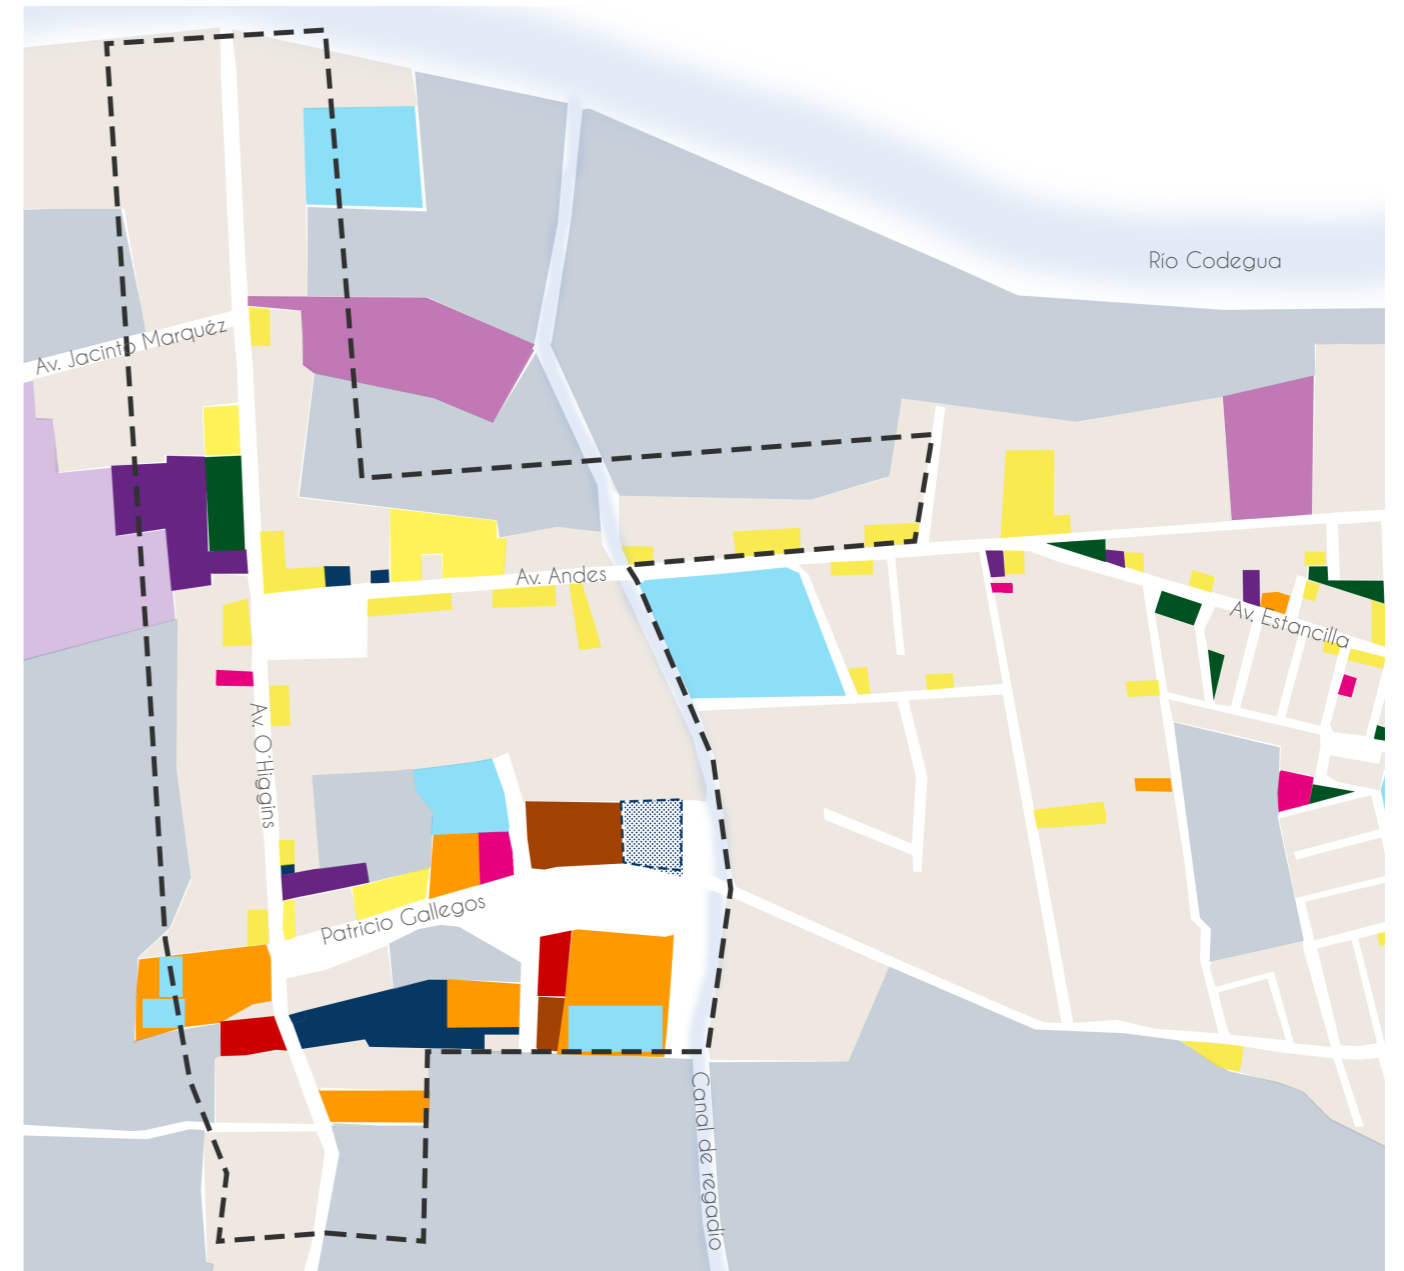 Río Codegua
Av. Jacinto Marquéz
Av. Andes
Av. Estancilla
Av. O´Higgins
Patricio Gallegos
Canal de regadío